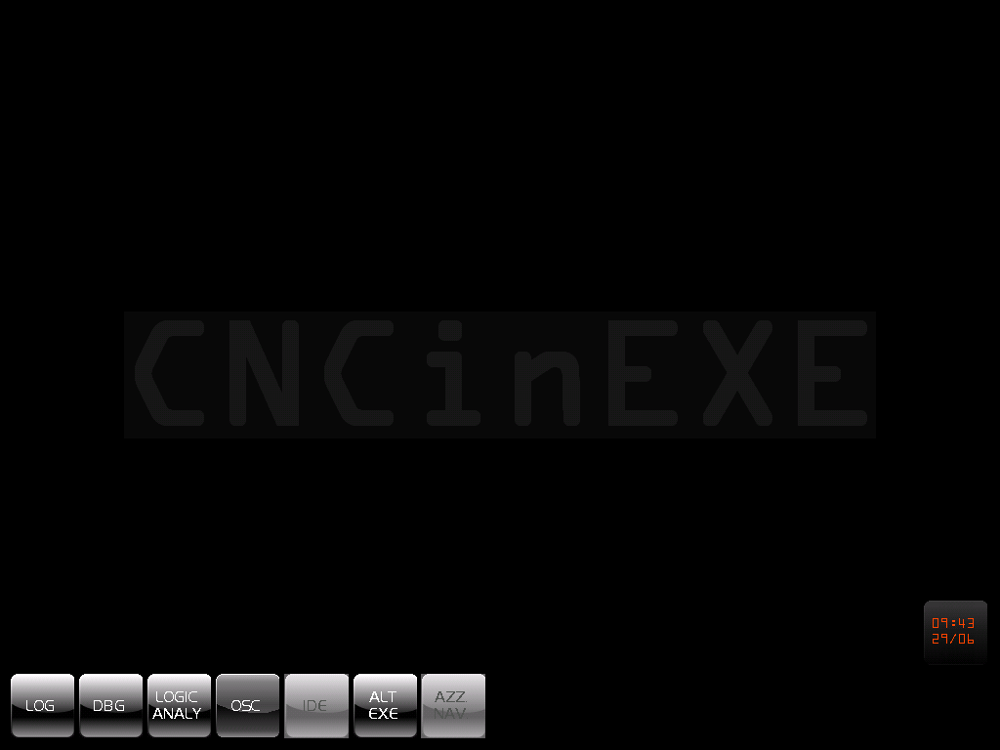 CNCinEXE
09:43
29/06
LOG
DBG
LOGIC
ANALY
OSC
IDE
ALT
EXE
AZZ.
NAV.